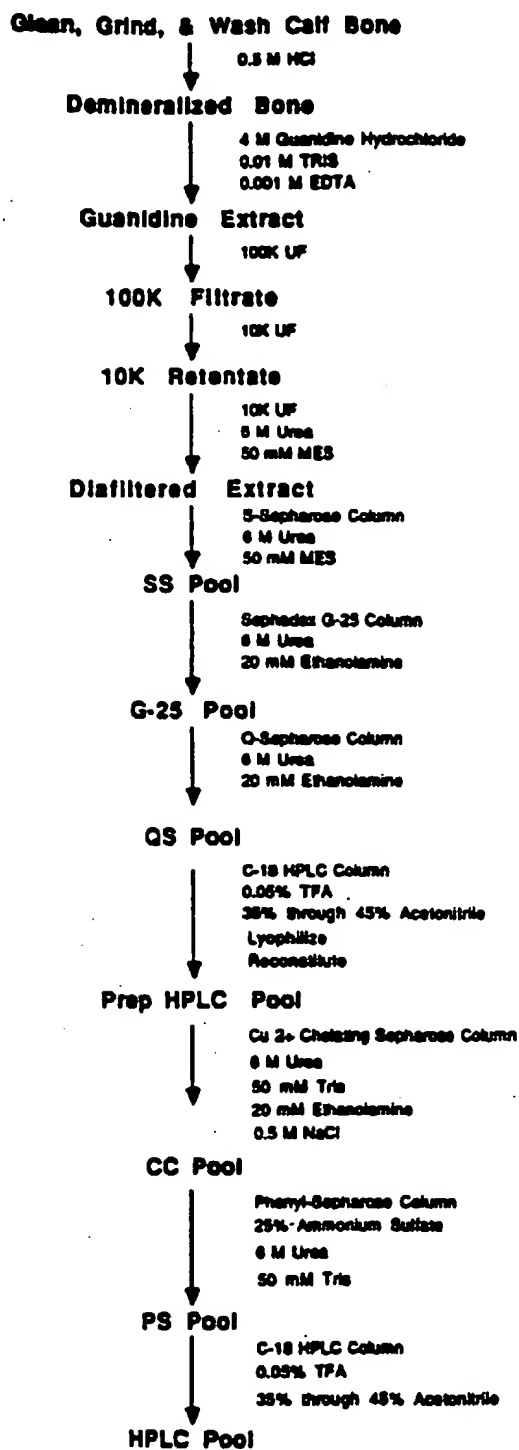 Clean, Grind, & Wash Calf Bone
0.5 M HCl
Demineralized Bone
4 M Guanidine Hydrochloride
0.01 M TRIS
0.001 M EDTA
Guanidine Extract
100K UF
100K Filtrate
10K UF
10K Retentate
10K UF
6 M Urea
50 mM MES
Diafiltered Extract
S-Sepharose Column
6 M Urea
50 mM MES
SS Pool
Sephadex G-25 Column
6 M Urea
20 mM Ethanolamine
G-25 Pool
Q-Sepharose Column
6 M Urea
20 mM Ethanolamine
QS Pool
C-18 HPLC Column
0.05% TFA
35% through 45% Acetonitrile
Lyophilize
Reconstitute
Prep HPLC Pool
Cu 2+ Chelating Sepharose Column
6 M Urea
50 mM Tris
20 mM Ethanolamine
0.5 M NaCl
CC Pool
Phenyl-Sepharose Column
25% Ammonium Sulfate
6 M Urea
50 mM Tris
PS Pool
C-18 HPLC Column
0.05% TFA
35% through 45% Acetonitrile
HPLC Pool